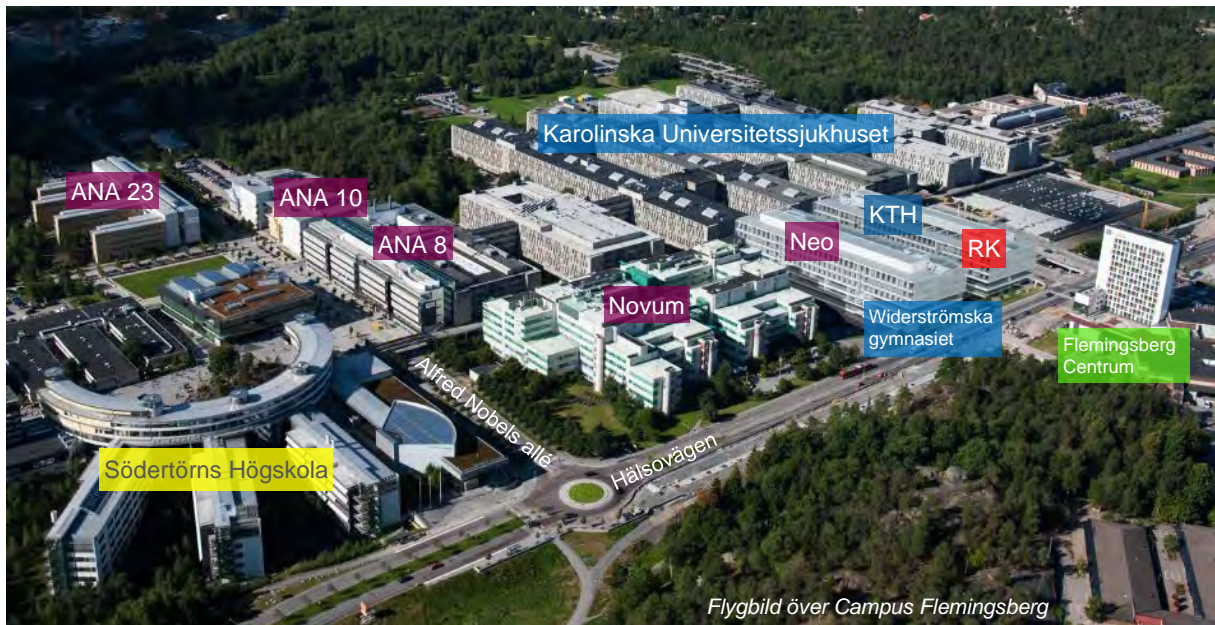 Karolinska Universitetssjukhuset
ANA 23
ANA 10
ANA 8
KTH
Neo
RK
Novum
Widerströmska
gymnasiet
Flemingsberg
Centrum
Alfred Nobels allé
Hälsovägen
Södertörns Högskola
Flygbild över Campus Flemingsberg